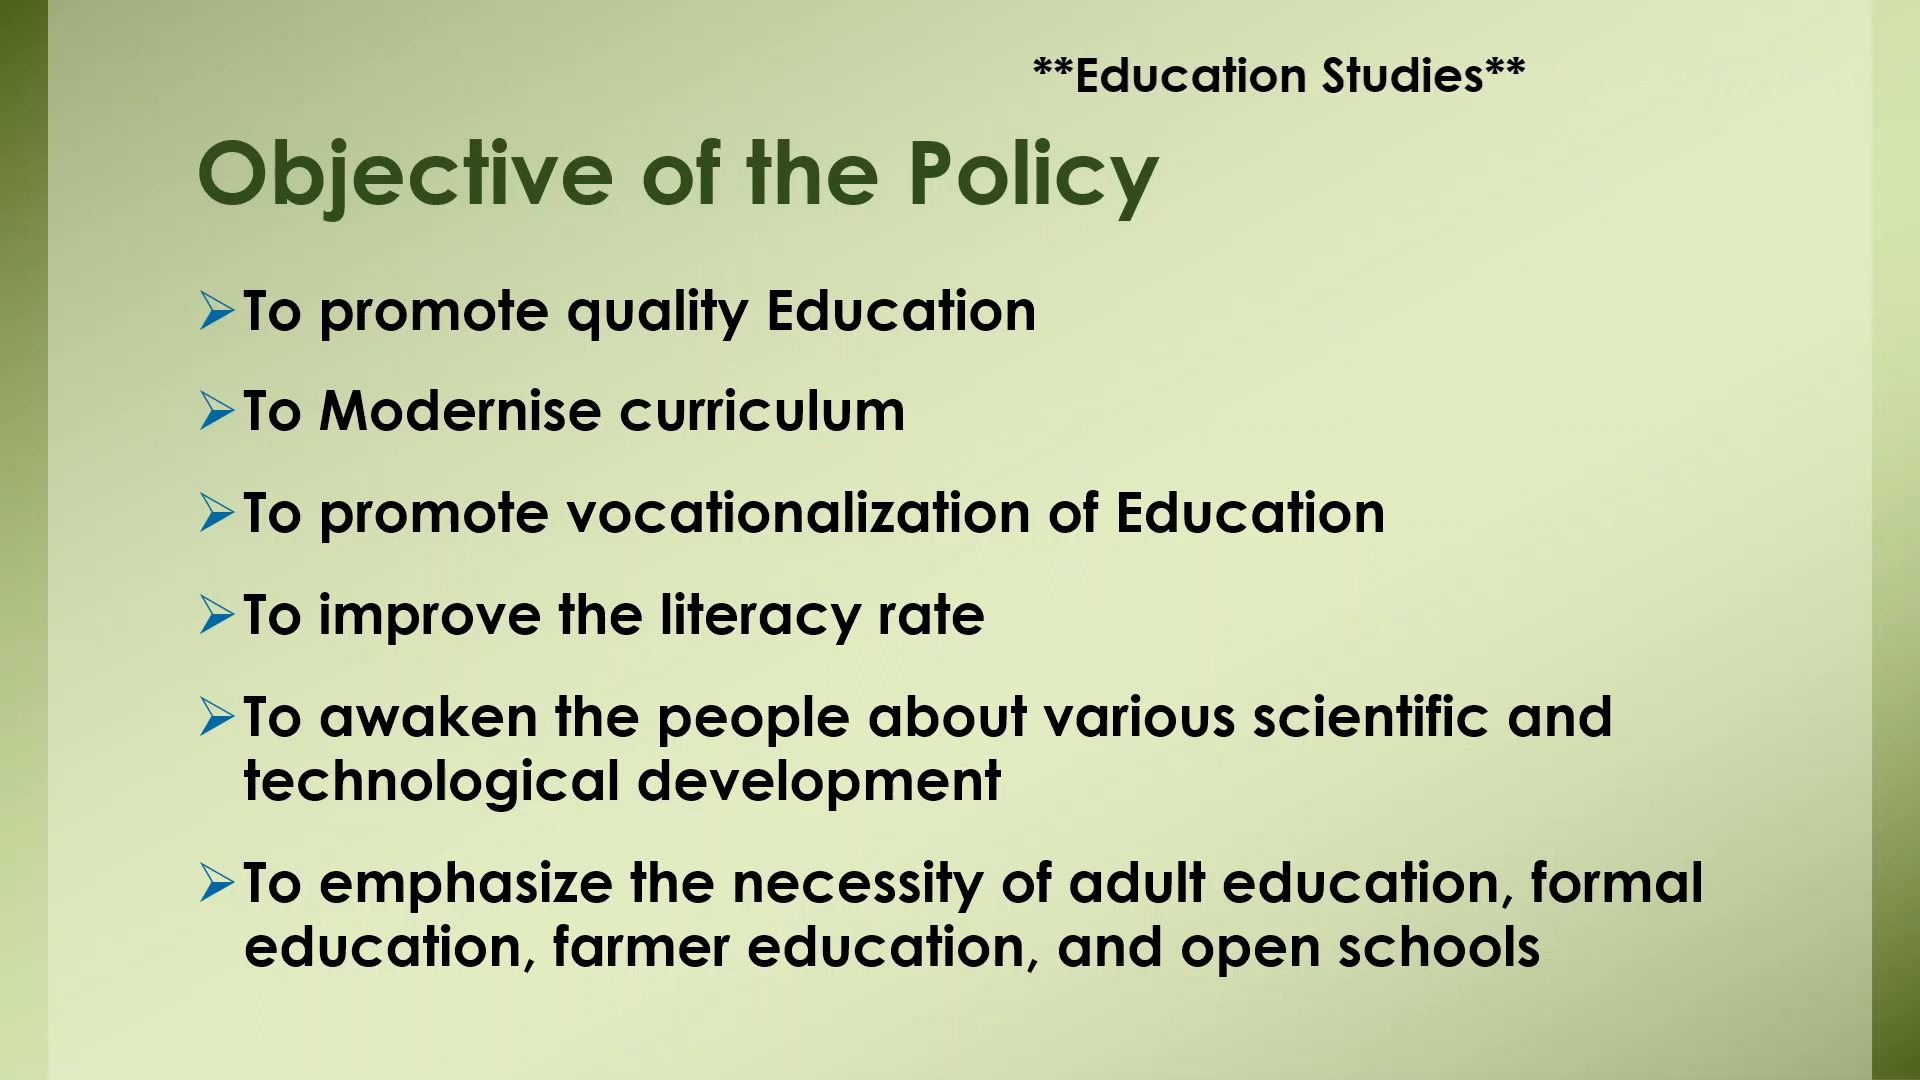 **Education Studies**
Objective of the Policy
➢To promote quality Education
➢To Modernise curriculum
➢To promote vocationalization of Education
➢To improve the literacy rate
➢To awaken the people about various scientific and
technological development
➢To emphasize the necessity of adult education, formal
education, farmer education, and open schools